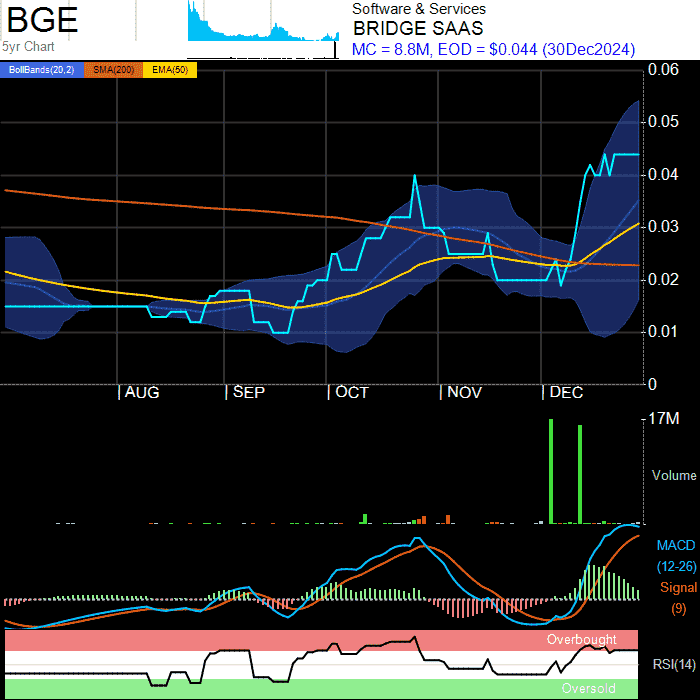 BGE
5yr Chart
Software & Services
BRIDGE SAAS
MC = 8.8M, EOD = $0.044 (30Dec2024)
BollBands(20,2) SMA(200) EMA(50)
0.06
0.05
0.04
0.03
0.02
0.01
0
AUG SEP OCT NOV DEC
17M
Volume
MACD
(12-26)
Signal
(9)
Overbought
RSI(14)
Oversold